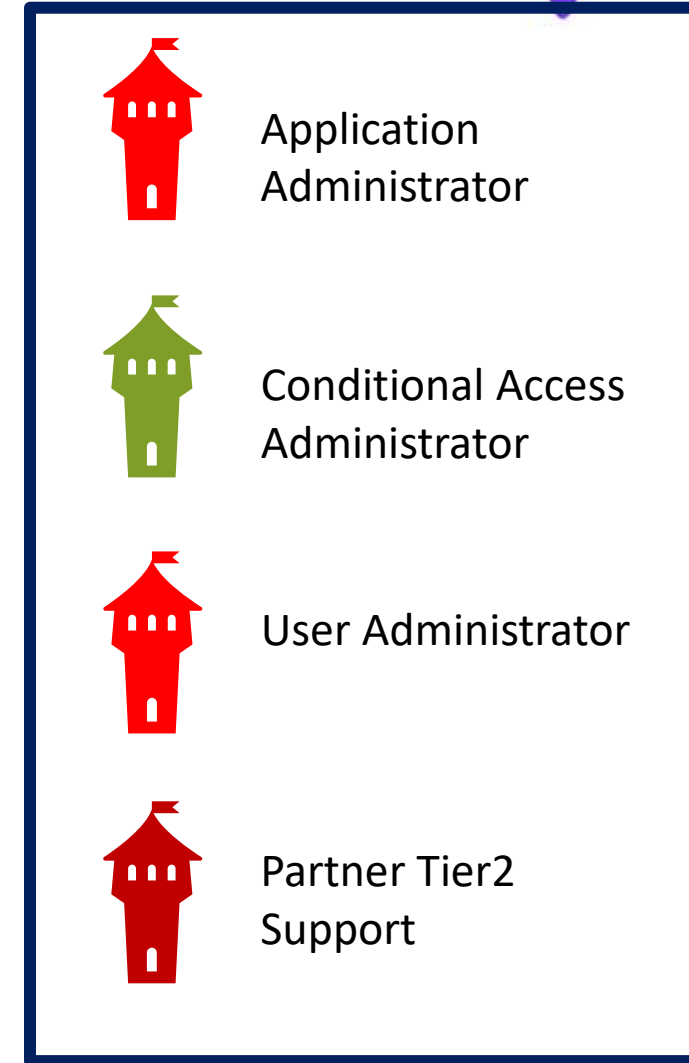 Application
Administrator
Conditional Access
Administrator
User Administrator
Partner Tier2
Support